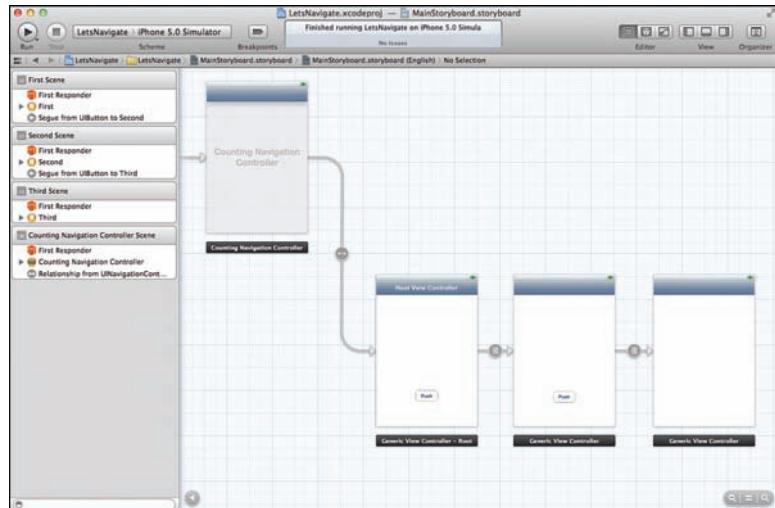 LetsNavigate.xcodeproj — MainStoryboard.storyboard
LetsNavigate iPhone 5.0 Simulator
Finished running LetsNavigate on iPhone 5.0 Simula
No Issues
Run Stop Scheme Breakpoints Editor View Organizer
LetsNavigate LetsNavigate MainStoryboard.storyboard MainStoryboard.storyboard (English) No Selection
First Scene
First Responder
First
Segue from UIButton to Second
Second Scene
First Responder
Second
Segue from UIButton to Third
Third Scene
First Responder
Third
Counting Navigation Controller Scene
First Responder
Counting Navigation Controller
Relationship from UINavigationCont...
Counting Navigation
Controller
Counting Navigation Controller
Root View Controller
Push
Push
Generic View Controller - Root
Generic View Controller
Generic View Controller